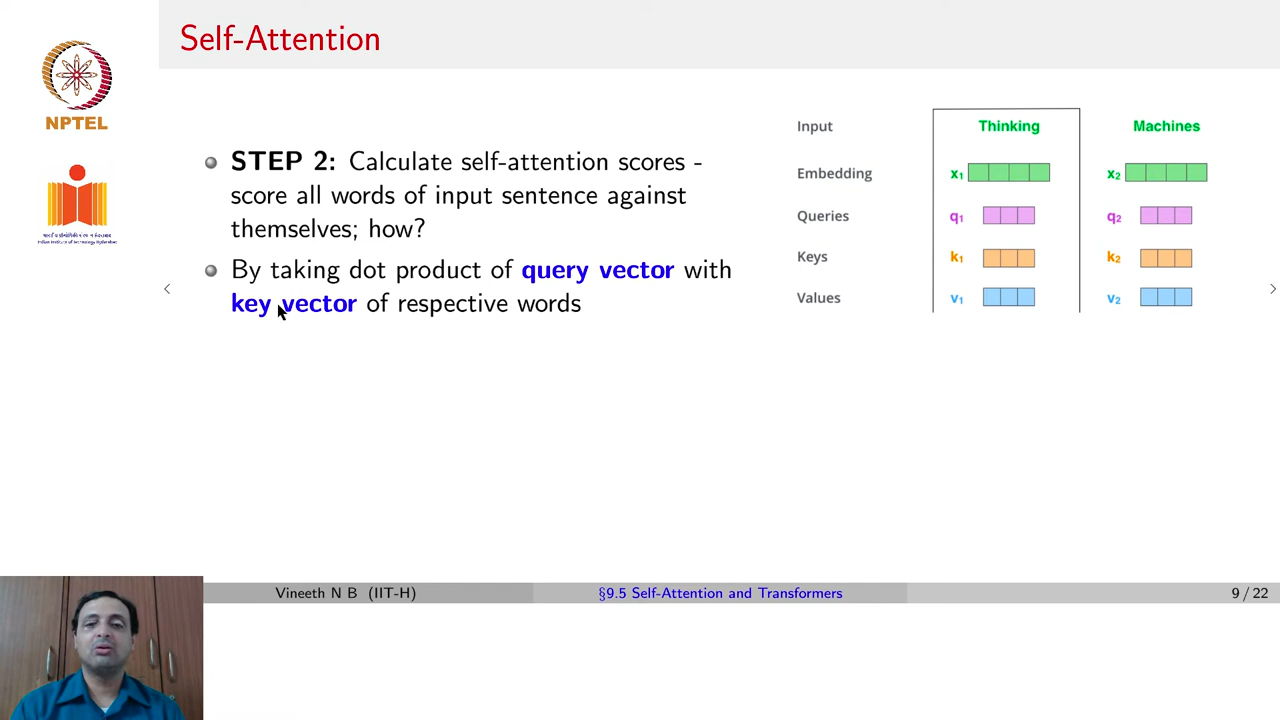 Self-Attention
NPTEL
STEP 2: Calculate self-attention scores -
score all words of input sentence against
themselves; how?
By taking dot product of query vector with
key vector of respective words
Input Thinking Machines
Embedding x₁ x₂
Queries q₁ q₂
Keys k₁ k₂
Values v₁ v₂
Vineeth N B (IIT-H) §9.5 Self-Attention and Transformers 9 / 22